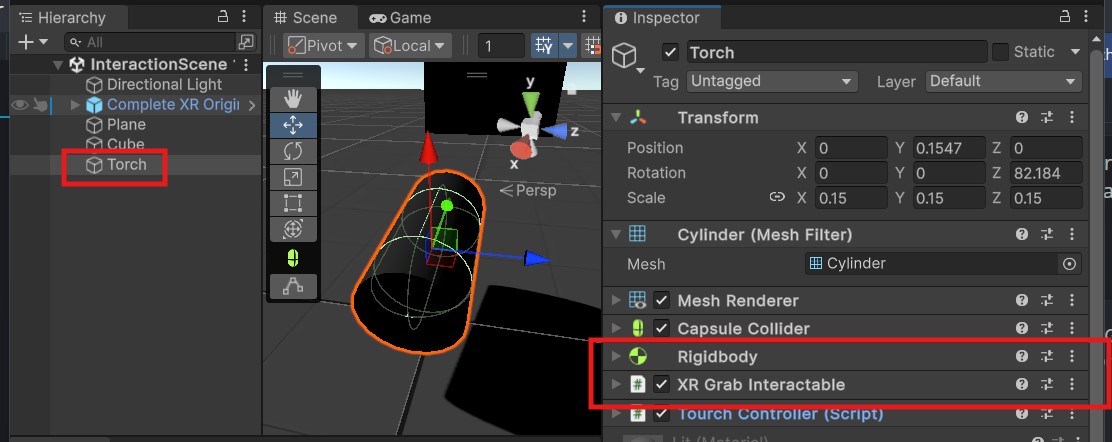 Hierarchy
All
InteractionScene
Directional Light
Complete XR Origi
Plane
Cube
Torch
Scene
Game
Pivot
Local
1
y
z
x
Persp
Inspector
Torch
Static
Tag Untagged
Layer Default
Transform
Position X 0 Y 0.1547 Z 0
Rotation X 0 Y 0 Z 82.184
Scale X 0.15 Y 0.15 Z 0.15
Cylinder (Mesh Filter)
Mesh Cylinder
Mesh Renderer
Capsule Collider
Rigidbody
# XR Grab Interactable
# Tourch Controller (Script)
Lit (Material)